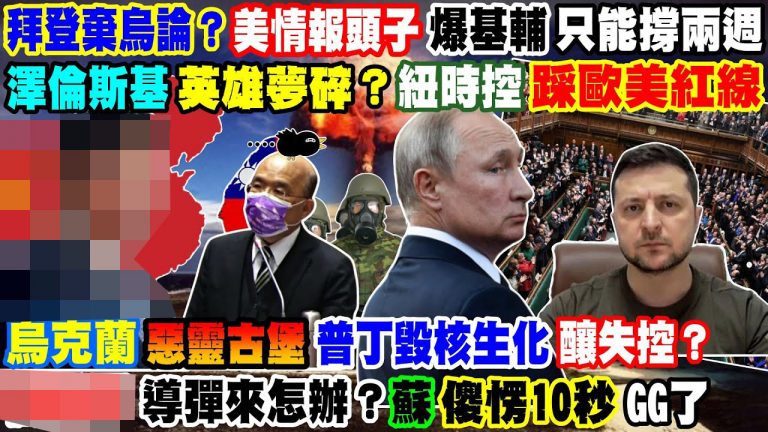 拜登棄烏論？美情報頭子 爆基輔 只能撐兩週
澤倫斯基 英雄夢碎？紐時控 踩歐美紅線
烏克蘭 惡靈古堡 普丁毀核生化 釀失控？
導彈來怎辦？蘇 傻愣10秒 GG了